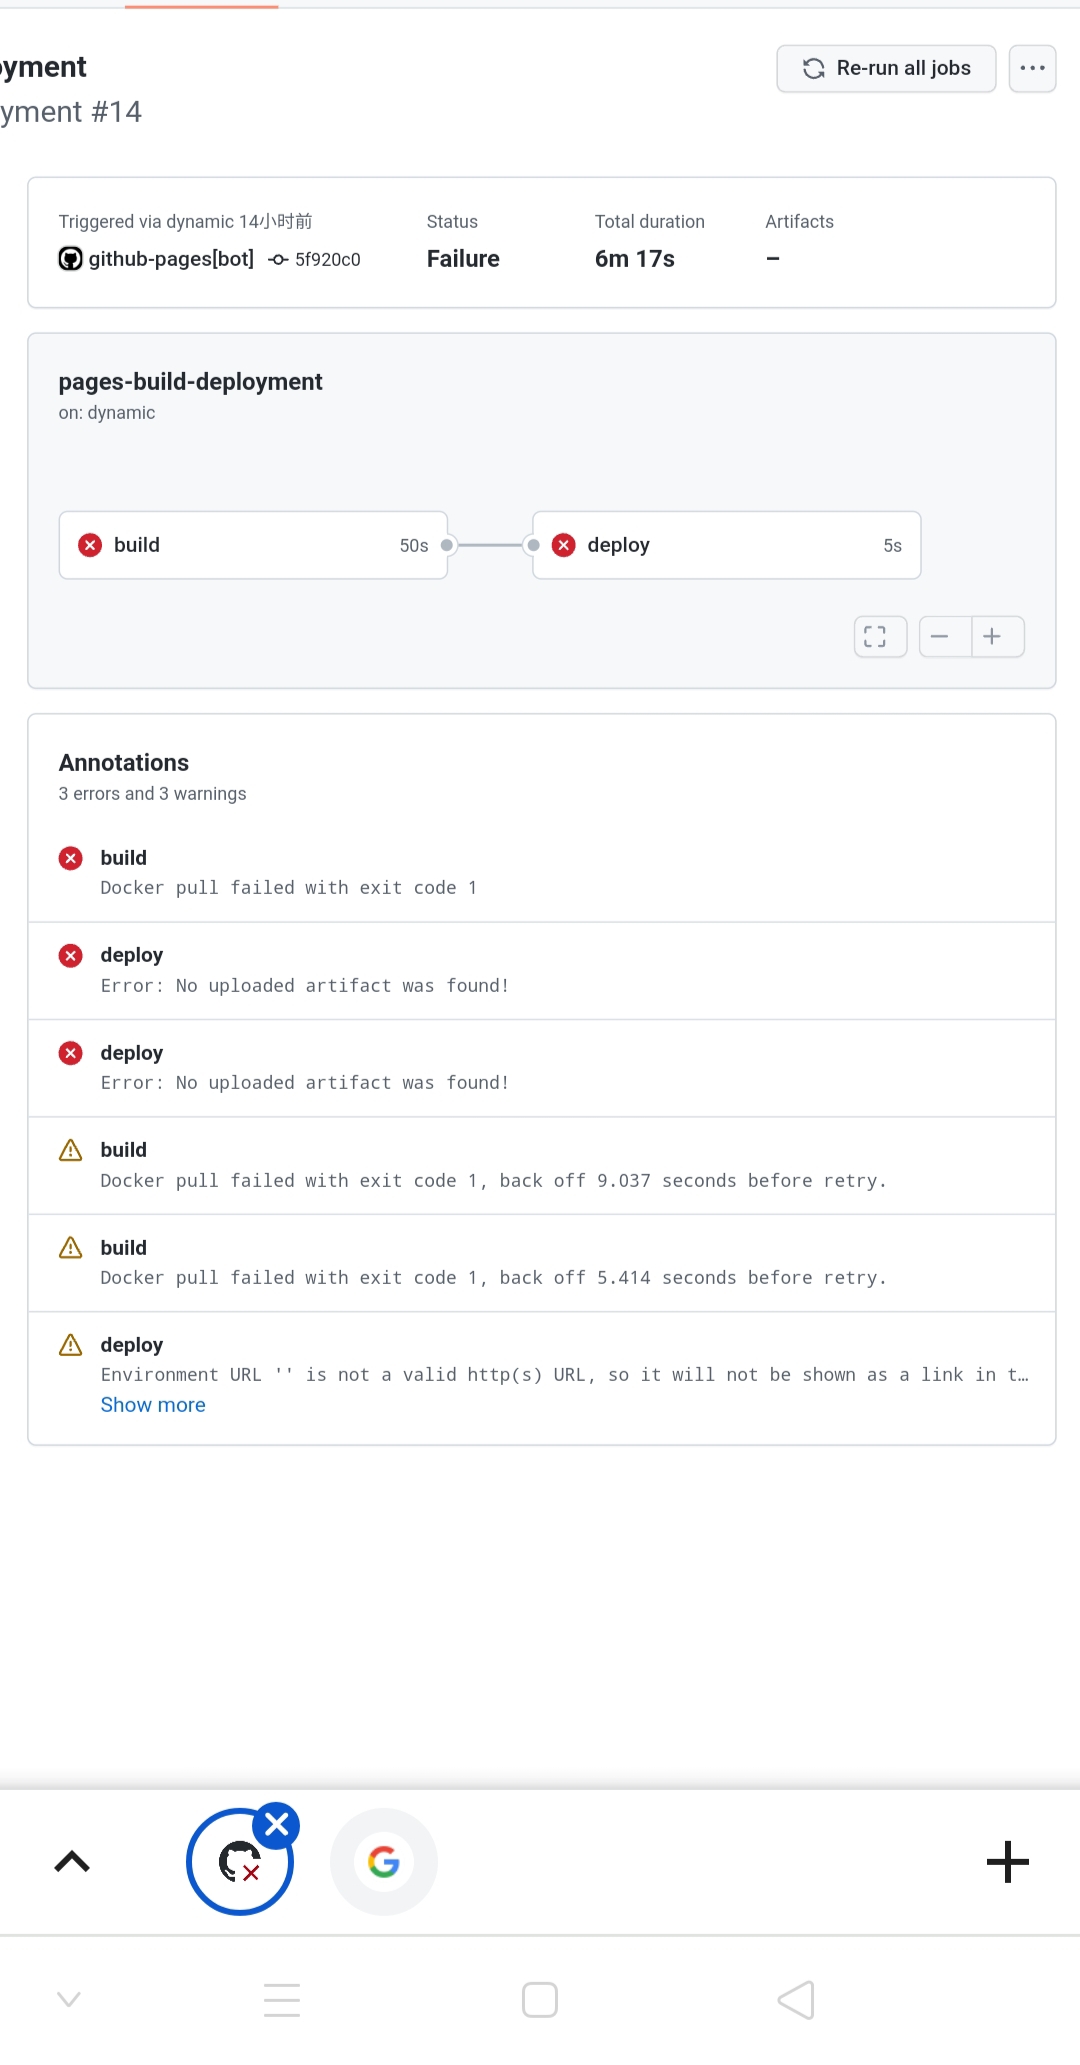 oyment
Re-run all jobs
yment #14
Triggered via dynamic 14小时前
Status
Total duration
Artifacts
github-pages[bot]
5f920c0
Failure
6m 17s
–
pages-build-deployment
on: dynamic
build
50s
deploy
5s
Annotations
3 errors and 3 warnings
build
Docker pull failed with exit code 1
deploy
Error: No uploaded artifact was found!
deploy
Error: No uploaded artifact was found!
build
Docker pull failed with exit code 1, back off 9.037 seconds before retry.
build
Docker pull failed with exit code 1, back off 5.414 seconds before retry.
deploy
Environment URL '' is not a valid http(s) URL, so it will not be shown as a link in t…
Show more